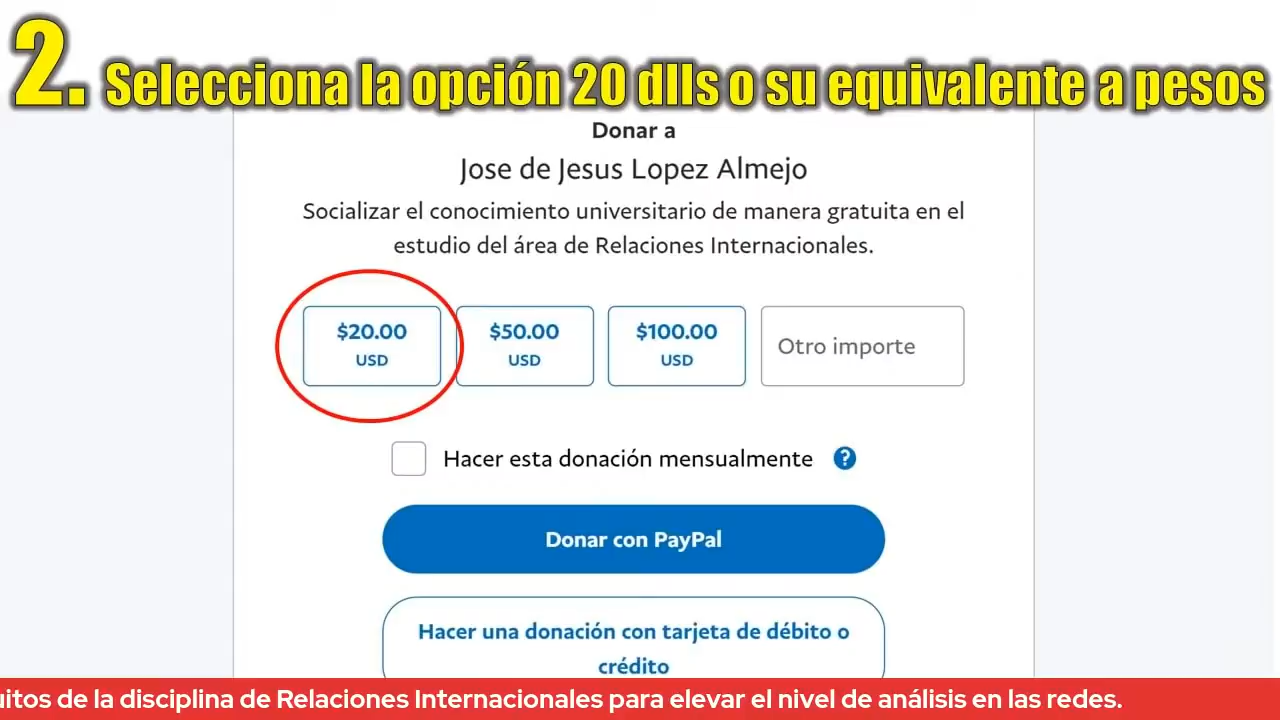 2. Selecciona la opción 20 dlls o su equivalente a pesos
Donar a
Jose de Jesus Lopez Almejo
Socializar el conocimiento universitario de manera gratuita en el
estudio del área de Relaciones Internacionales.
$20.00
USD
$50.00
USD
$100.00
USD
Otro importe
Hacer esta donación mensualmente ?
Donar con PayPal
Hacer una donación con tarjeta de débito o
crédito
de la disciplina de Relaciones Internacionales para elevar el nivel de análisis en las redes.